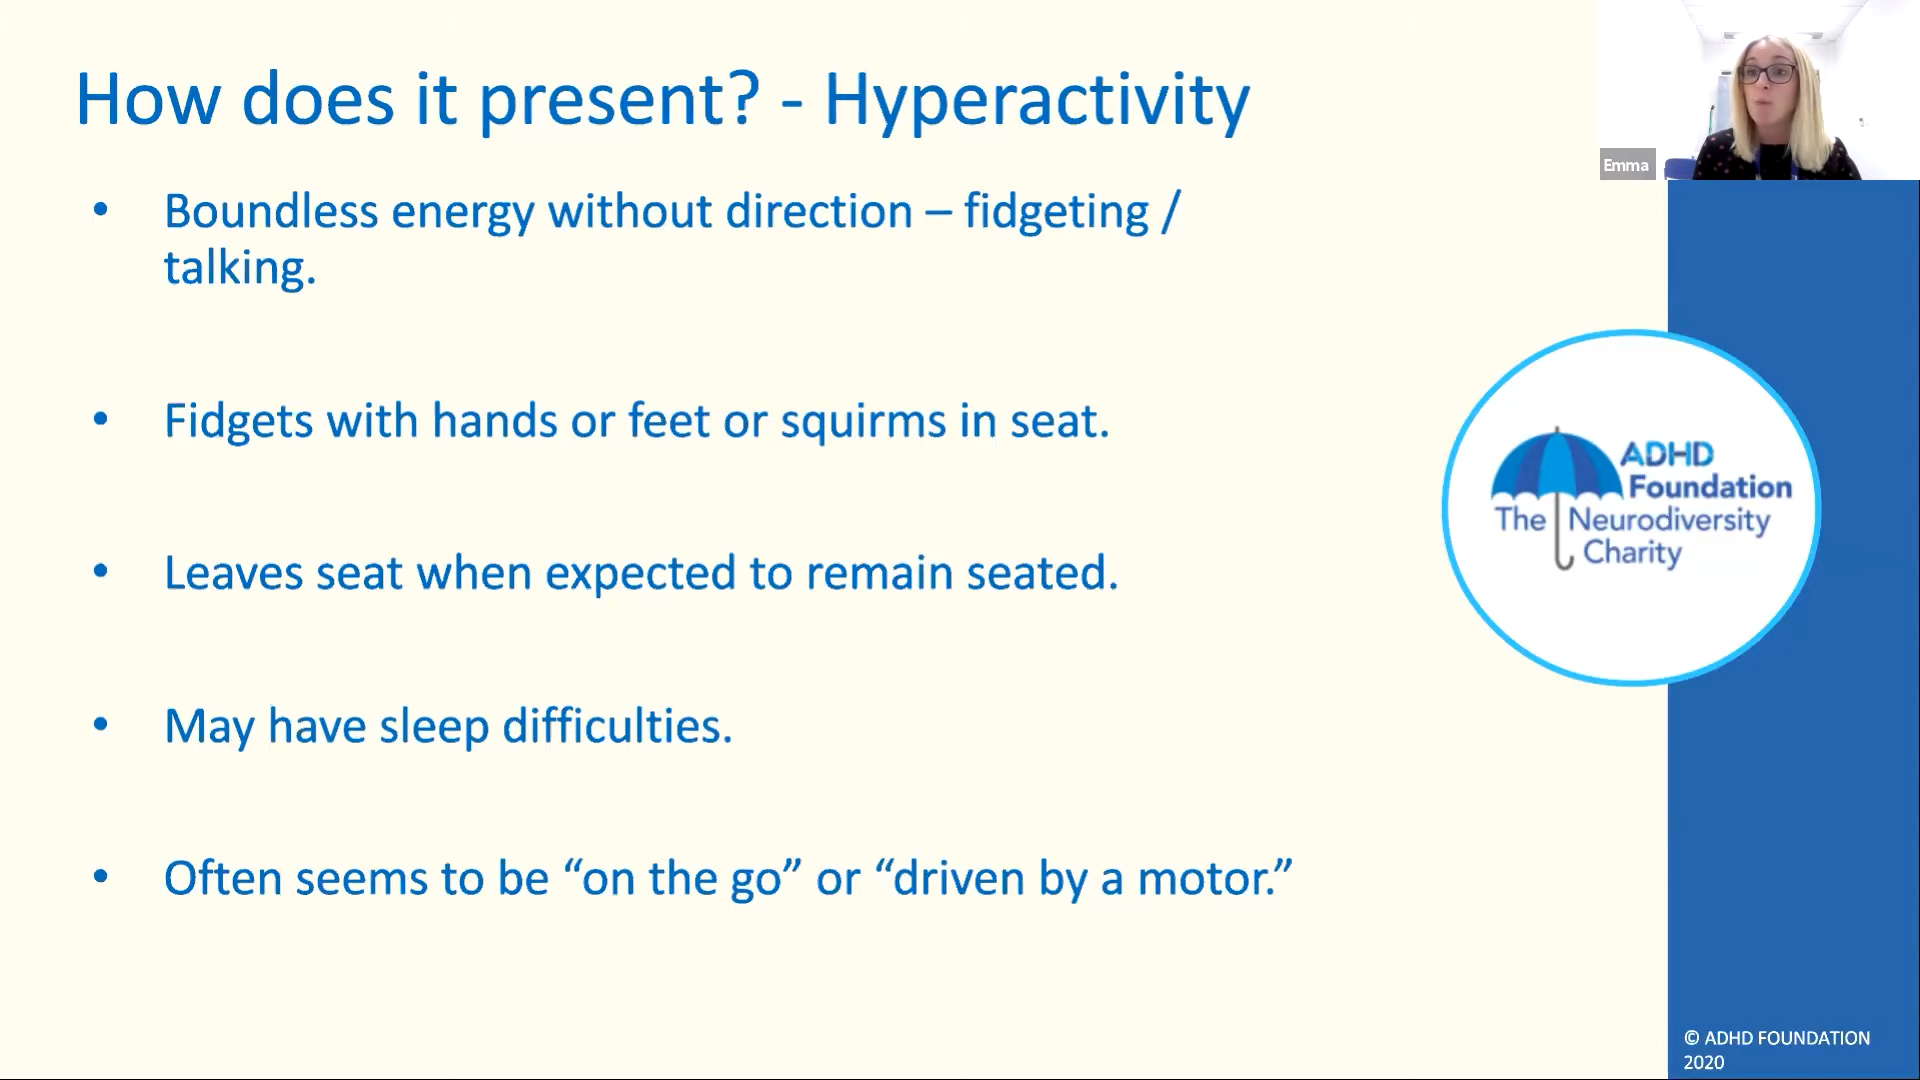 How does it present? - Hyperactivity
Emma
• Boundless energy without direction – fidgeting /
talking.
• Fidgets with hands or feet or squirms in seat.
• Leaves seat when expected to remain seated.
• May have sleep difficulties.
• Often seems to be “on the go” or “driven by a motor.”
ADHD
Foundation
The Neurodiversity
Charity
© ADHD FOUNDATION
2020